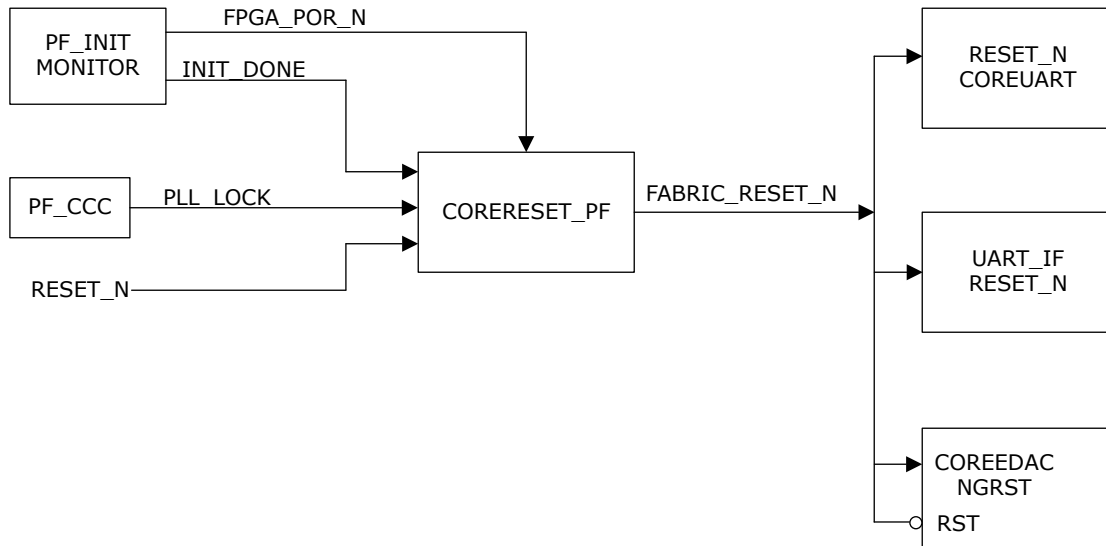 FPGA_POR_N
PF_INIT
MONITOR
INIT_DONE
PF_CCC
PLL_LOCK
RESET_N
CORERESET_PF
FABRIC_RESET_N
RESET_N
COREUART
UART_IF
RESET_N
COREEDAC
NGRST
RST